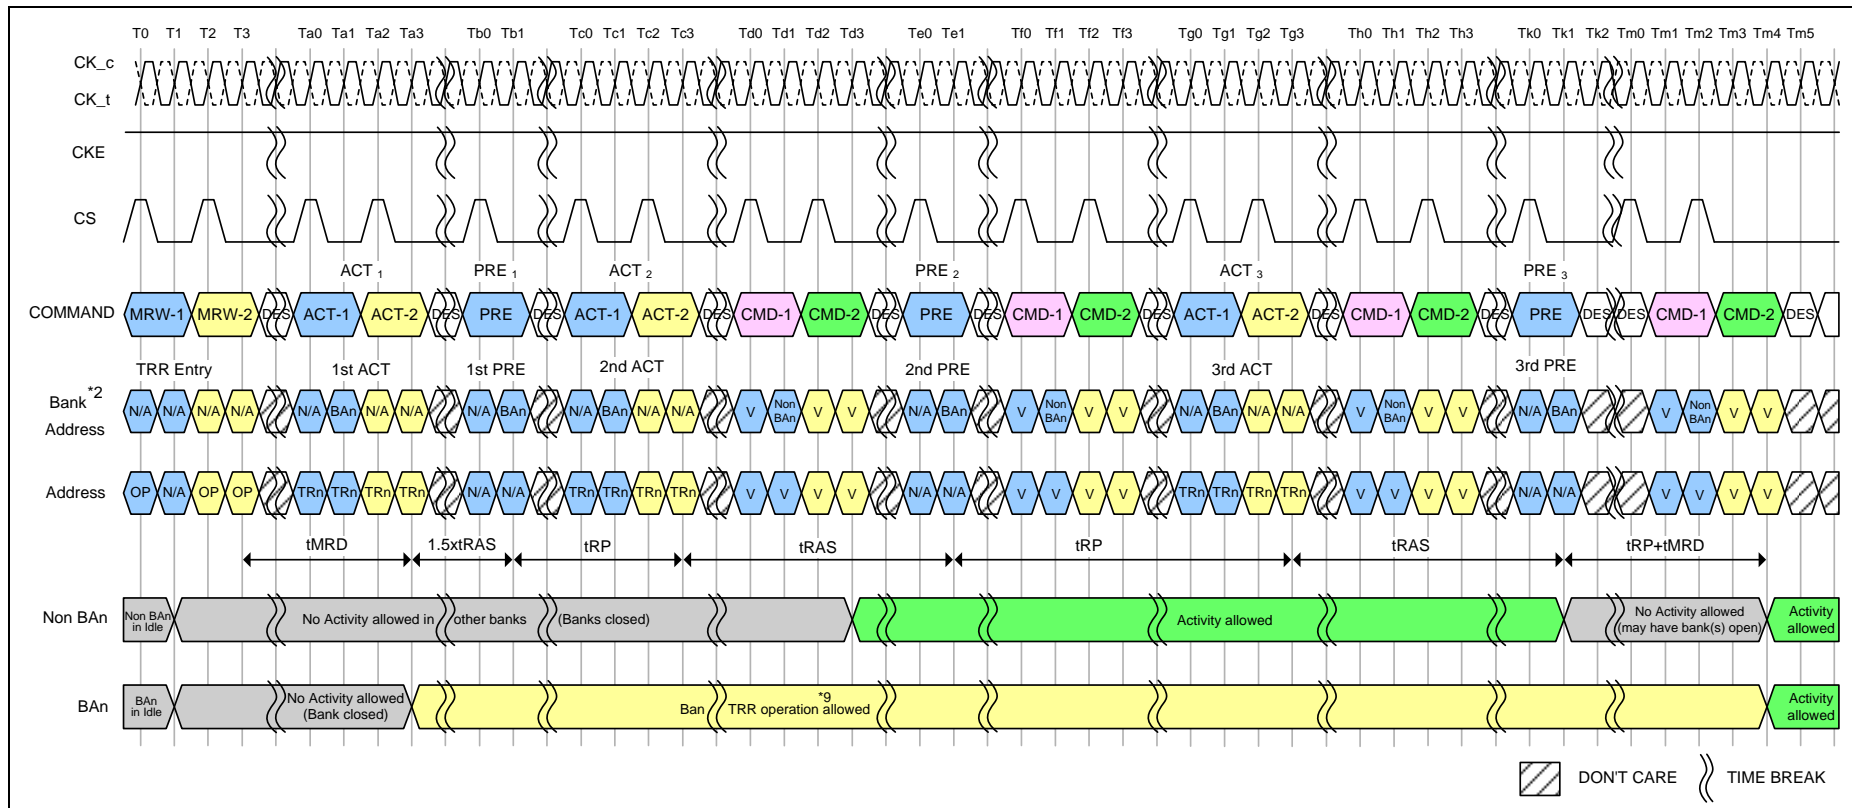 T0 T1 T2 T3 Ta0 Ta1 Ta2 Ta3 Tb0 Tb1 Tc0 Tc1 Tc2 Tc3 Td0 Td1 Td2 Td3 Te0 Te1 Tf0 Tf1 Tf2 Tf3 Tg0 Tg1 Tg2 Tg3 Th0 Th1 Th2 Th3 Tk0 Tk1 Tk2 Tm0 Tm1 Tm2 Tm3 Tm4 Tm5
CK_c
CK_t
CKE
CS
ACT 1 PRE 1 ACT 2 PRE 2 ACT 3 PRE 3
COMMAND MRW-1 MRW-2 DES ACT-1 ACT-2 DES PRE DES ACT-1 ACT-2 DES CMD-1 CMD-2 DES PRE DES CMD-1 CMD-2 DES ACT-1 ACT-2 DES CMD-1 CMD-2 DES PRE DES DES CMD-1 CMD-2 DES
TRR Entry 1st ACT 1st PRE 2nd ACT 2nd PRE 3rd ACT 3rd PRE
Bank*2 Address N/A N/A N/A N/A N/A BAn N/A N/A N/A BAn N/A BAn N/A N/A V Non BAn V V N/A BAn V Non BAn V V N/A BAn N/A N/A V Non BAn V V N/A BAn V Non BAn V V
Address OP N/A OP OP TRn TRn TRn TRn N/A N/A TRn TRn TRn TRn V V V V N/A N/A V V V V TRn TRn TRn TRn V V V V N/A N/A V V V V
tMRD 1.5xtRAS tRP tRAS tRP tRAS tRP+tMRD
Non BAn
Non BAn in Idle
No Activity allowed in other banks (Banks closed)
Activity allowed
No Activity allowed
(may have bank(s) open)
Activity
allowed
BAn
BAn
in Idle
No Activity allowed
(Bank closed)
Ban TRR operation allowed *9
Activity
allowed
DON'T CARE TIME BREAK